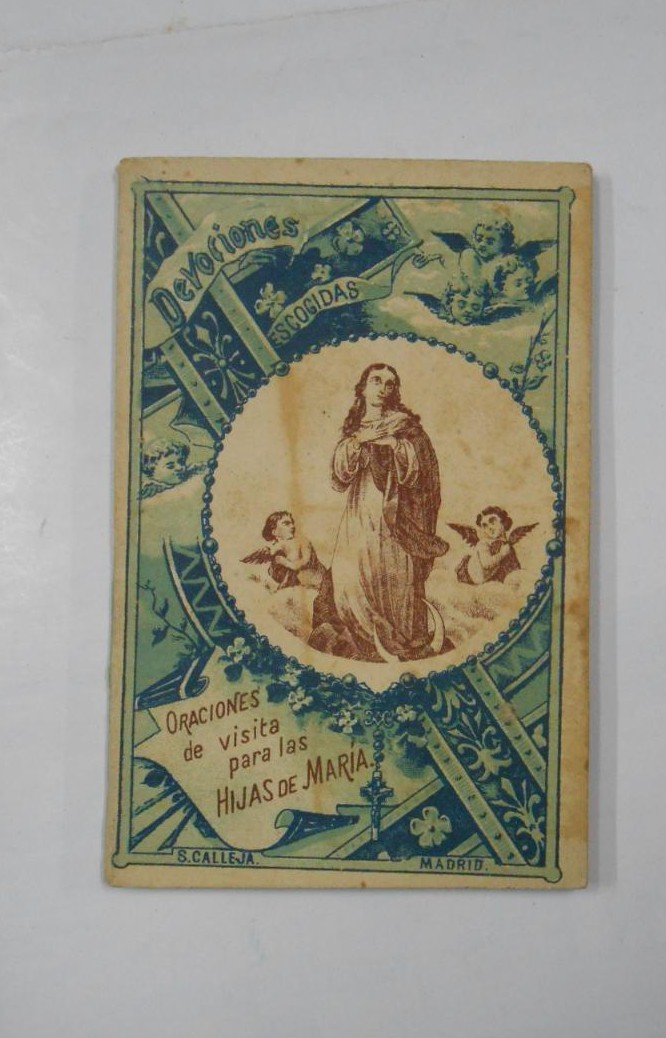 Devociones
ESCOGIDAS
ORACIONES
de visita
para las
HIJAS DE MARÍA.
S. CALLEJA.
MADRID.